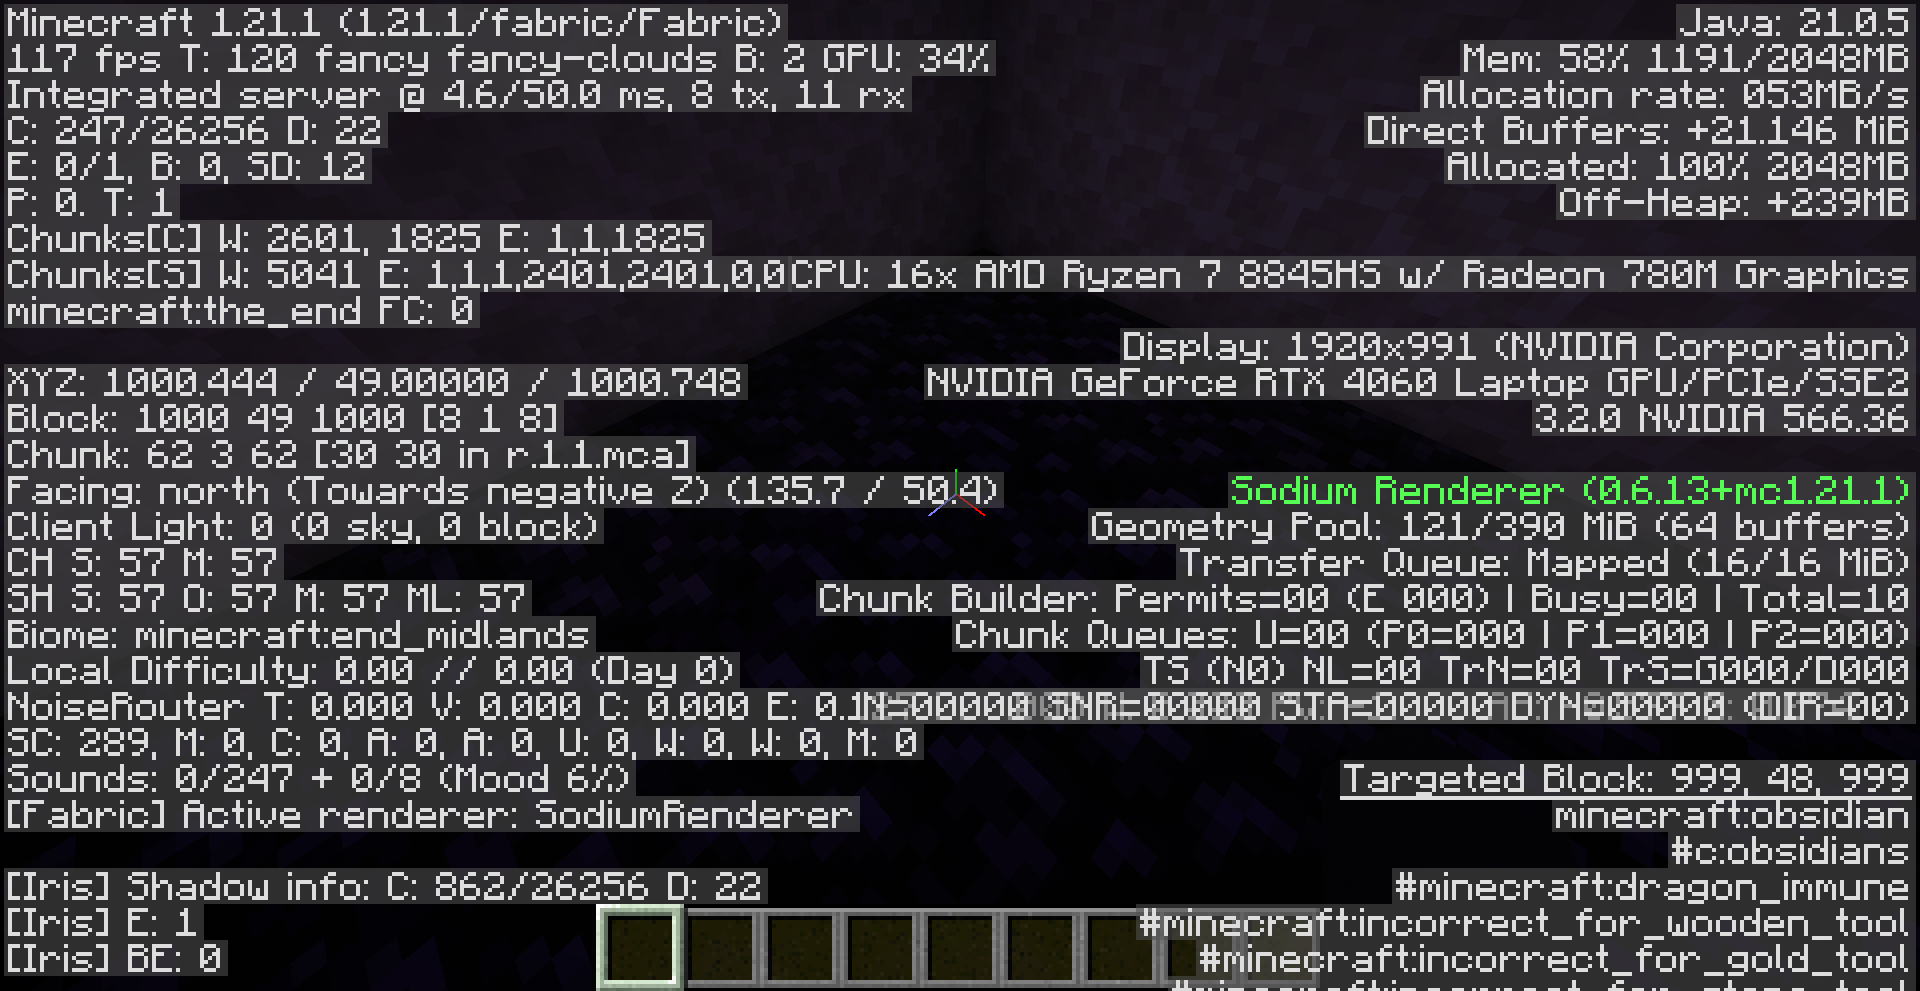 Minecraft 1.21.1 (1.21.1/fabric/Fabric)
117 fps T: 120 fancy fancy-clouds B: 2 GPU: 34%
Integrated server @ 4.6/50.0 ms, 8 tx, 11 rx
C: 247/26256 D: 22
E: 0/1, B: 0, SD: 12
P: 0. T: 1
Chunks[C] W: 2601, 1825 E: 1,1,1825
Chunks[S] W: 5041 E: 1,1,1,2401,2401,0,0
minecraft:the_end FC: 0
XYZ: 1000.444 / 49.00000 / 1000.748
Block: 1000 49 1000 [8 1 8]
Chunk: 62 3 62 [30 30 in r.1.1.mca]
Facing: north (Towards negative Z) (135.7 / 50.4)
Client Light: 0 (0 sky, 0 block)
CH S: 57 M: 57
SH S: 57 O: 57 M: 57 ML: 57
Biome: minecraft:end_midlands
Local Difficulty: 0.00 // 0.00 (Day 0)
NoiseRouter T: 0.000 V: 0.000 C: 0.000 E:
SC: 289, M: 0, C: 0, A: 0, A: 0, U: 0, W: 0, W: 0, M: 0
Sounds: 0/247 + 0/8 (Mood 6%)
[Fabric] Active renderer: SodiumRenderer
[Iris] Shadow info: C: 862/26256 D: 22
[Iris] E: 1
[Iris] BE: 0
Java: 21.0.5
Mem: 58% 1191/2048MB
Allocation rate: 053MB/s
Direct Buffers: +21.146 MiB
Allocated: 100% 2048MB
Off-Heap: +239MB
CPU: 16x AMD Ryzen 7 8845HS w/ Radeon 780M Graphics
Display: 1920x991 (NVIDIA Corporation)
NVIDIA GeForce RTX 4060 Laptop GPU/PCIe/SSE2
3.2.0 NVIDIA 566.36
Sodium Renderer (0.6.13+mc1.21.1)
Geometry Pool: 121/390 MiB (64 buffers)
Transfer Queue: Mapped (16/16 MiB)
Chunk Builder: Permits=00 (E 000) | Busy=00 | Total=10
Chunk Queues: U=00 (P0=000 | P1=000 | P2=000)
TS (N0) NL=00 TrN=00 TrS=G000/D000
N=00000 SNR=00000 STA=00000 DYN=00000 (DIR=00)
Targeted Block: 999, 48, 999
minecraft:obsidian
#c:obsidians
#minecraft:dragon_immune
#minecraft:incorrect_for_wooden_tool
#minecraft:incorrect_for_gold_tool